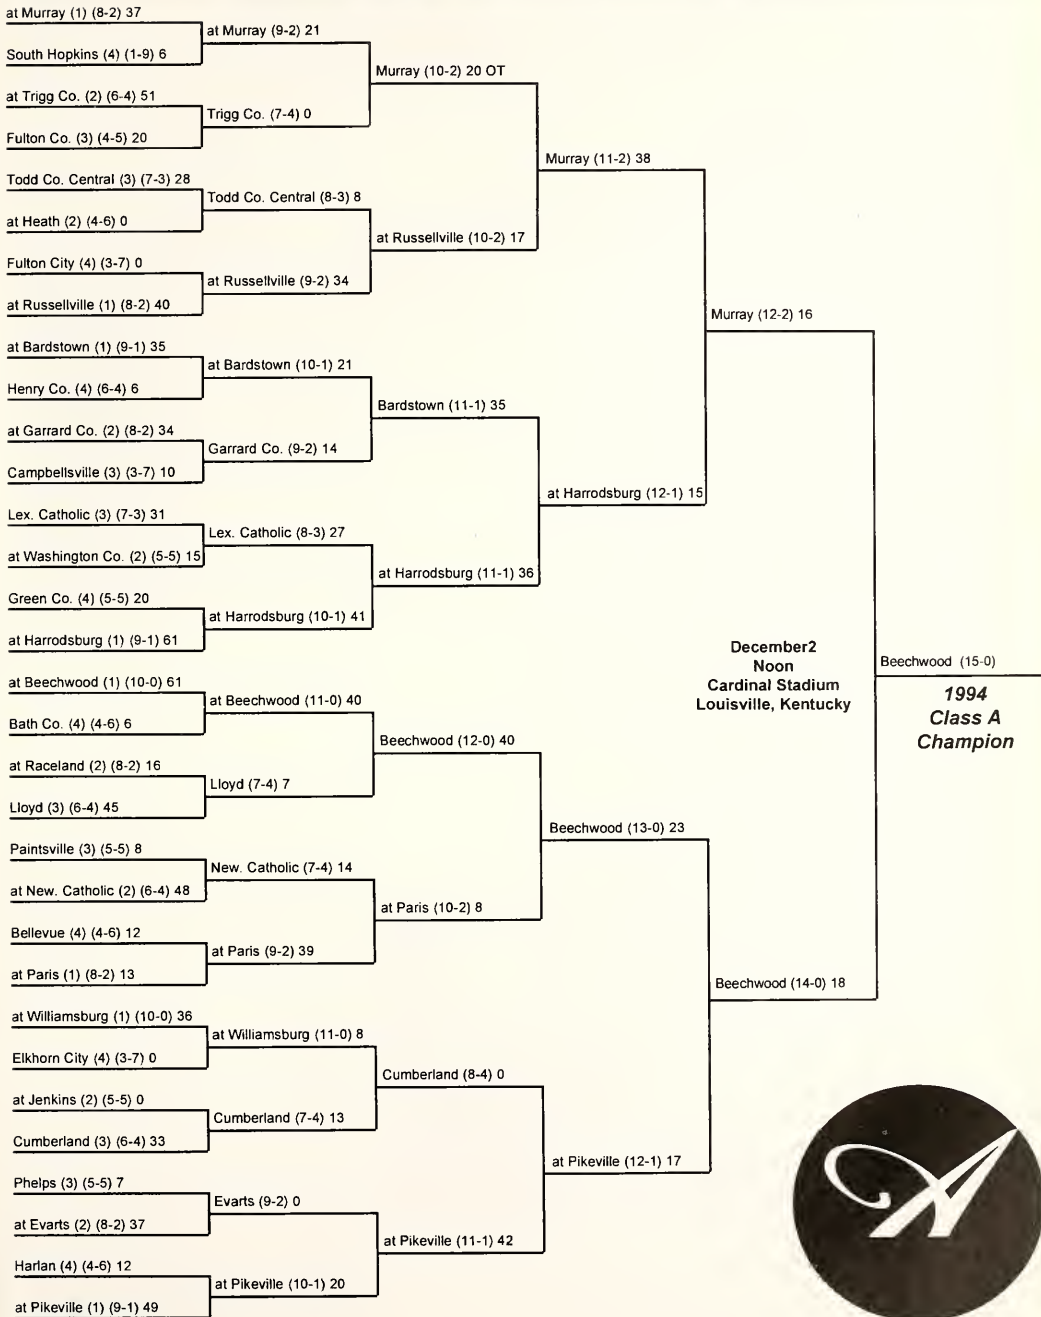 at Murray (1) (8-2) 37
at Murray (9-2) 21
South Hopkins (4) (1-9) 6
Murray (10-2) 20 OT
at Trigg Co. (2) (6-4) 51
Trigg Co. (7-4) 0
Fulton Co. (3) (4-5) 20
Murray (11-2) 38
Todd Co. Central (3) (7-3) 28
Todd Co. Central (8-3) 8
at Heath (2) (4-6) 0
at Russellville (10-2) 17
Fulton City (4) (3-7) 0
at Russellville (9-2) 34
at Russellville (1) (8-2) 40
Murray (12-2) 16
at Bardstown (1) (9-1) 35
at Bardstown (10-1) 21
Henry Co. (4) (6-4) 6
Bardstown (11-1) 35
at Garrard Co. (2) (8-2) 34
Garrard Co. (9-2) 14
Campbellsville (3) (3-7) 10
at Harrodsburg (12-1) 15
Lex. Catholic (3) (7-3) 31
Lex. Catholic (8-3) 27
at Washington Co. (2) (5-5) 15
at Harrodsburg (11-1) 36
Green Co. (4) (5-5) 20
at Harrodsburg (10-1) 41
at Harrodsburg (1) (9-1) 61
December2
Noon
Cardinal Stadium
Louisville, Kentucky
Beechwood (15-0)
1994
Class A
Champion
at Beechwood (1) (10-0) 61
at Beechwood (11-0) 40
Bath Co. (4) (4-6) 6
Beechwood (12-0) 40
at Raceland (2) (8-2) 16
Lloyd (7-4) 7
Lloyd (3) (6-4) 45
Beechwood (13-0) 23
Paintsville (3) (5-5) 8
New. Catholic (7-4) 14
at New. Catholic (2) (6-4) 48
at Paris (10-2) 8
Bellevue (4) (4-6) 12
at Paris (9-2) 39
at Paris (1) (8-2) 13
Beechwood (14-0) 18
at Williamsburg (1) (10-0) 36
at Williamsburg (11-0) 8
Elkhorn City (4) (3-7) 0
Cumberland (8-4) 0
at Jenkins (2) (5-5) 0
Cumberland (7-4) 13
Cumberland (3) (6-4) 33
at Pikeville (12-1) 17
Phelps (3) (5-5) 7
Evarts (9-2) 0
at Evarts (2) (8-2) 37
at Pikeville (11-1) 42
Harlan (4) (4-6) 12
at Pikeville (10-1) 20
at Pikeville (1) (9-1) 49
A